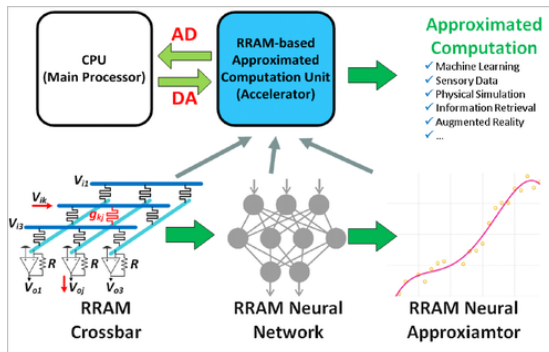 CPU
(Main Processor)
AD
DA
RRAM-based
Approximated
Computation Unit
(Accelerator)
Approximated
Computation
✓ Machine Learning
✓ Sensory Data
✓ Physical Simulation
✓ Information Retrieval
✓ Augmented Reality
✓ ...
Vi1
Vik
gkj
Vi3
R
R
R
Vo1
Voj
Vo3
RRAM
Crossbar
RRAM Neural
Network
RRAM Neural
Approxiamtor